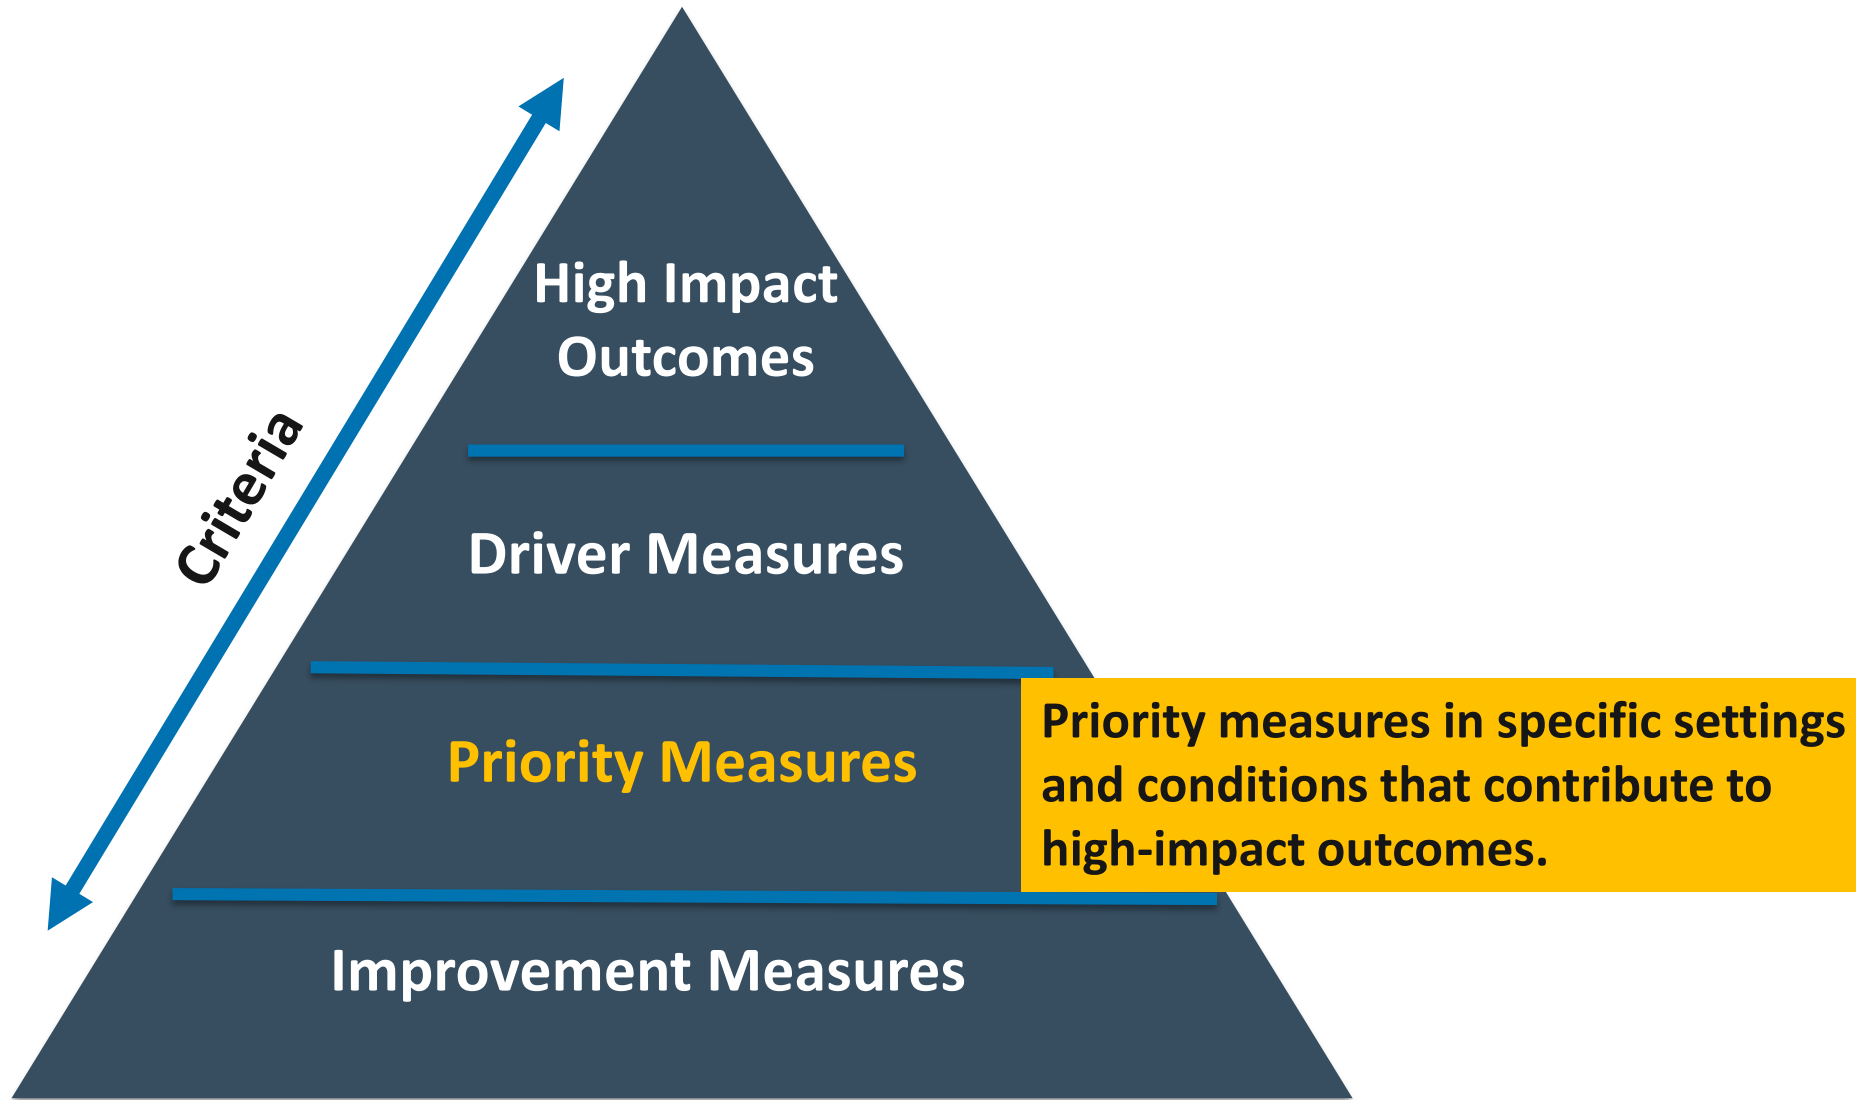 High Impact
Outcomes
Criteria
Driver Measures
Priority Measures
Priority measures in specific settings
and conditions that contribute to
high-impact outcomes.
Improvement Measures